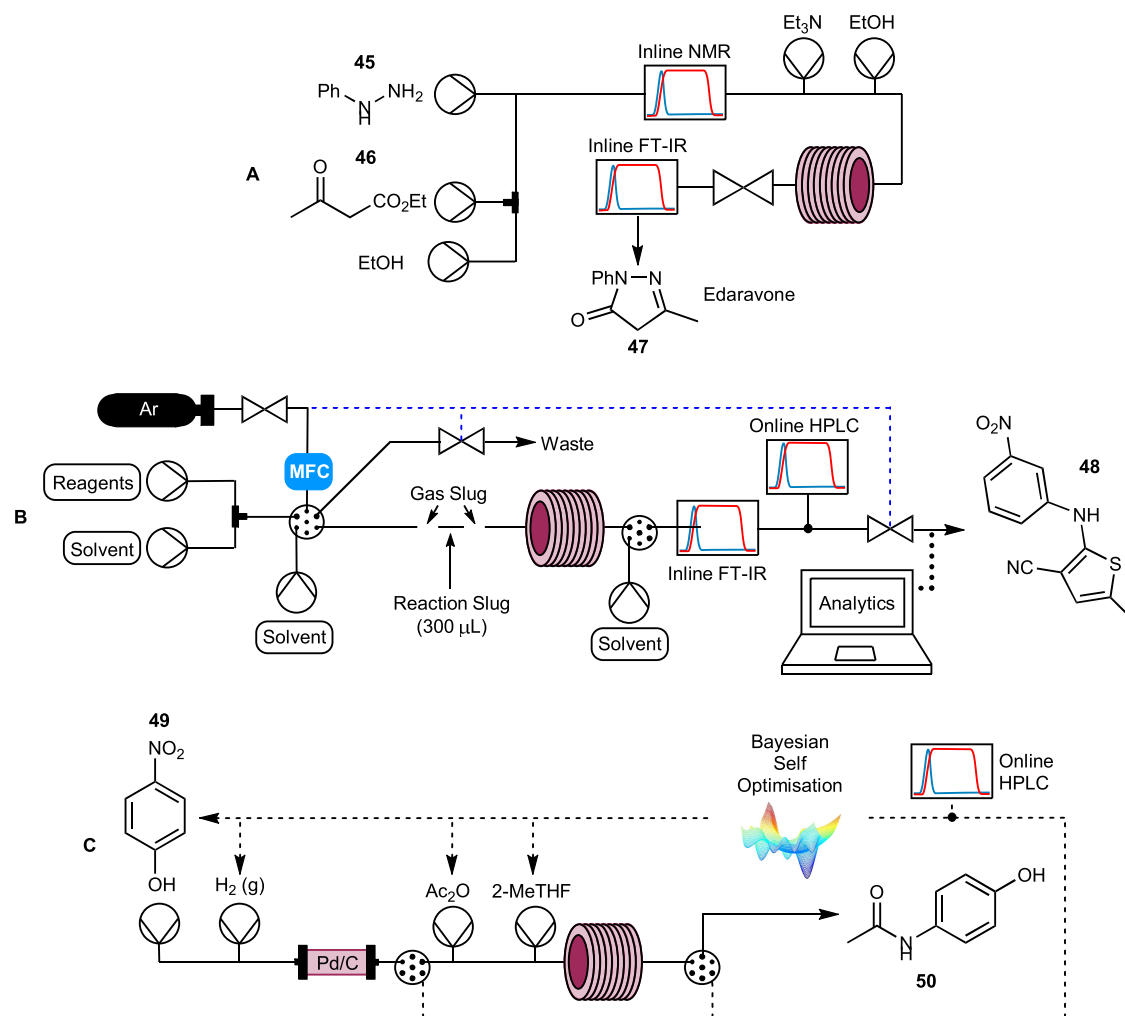 A
45
Ph
N
H
NH₂
46
O
CO₂Et
EtOH
Inline NMR
Et₃N
EtOH
Inline FT-IR
PhN
N
O
Edaravone
47
B
Ar
MFC
Reagents
Solvent
Solvent
Waste
Gas Slug
Reaction Slug
(300 μL)
Solvent
Inline FT-IR
Online HPLC
Analytics
O₂N
48
NH
NC
S
C
49
NO₂
OH
H₂ (g)
Pd/C
Ac₂O
2-MeTHF
Bayesian
Self
Optimisation
Online
HPLC
O
N
H
OH
50